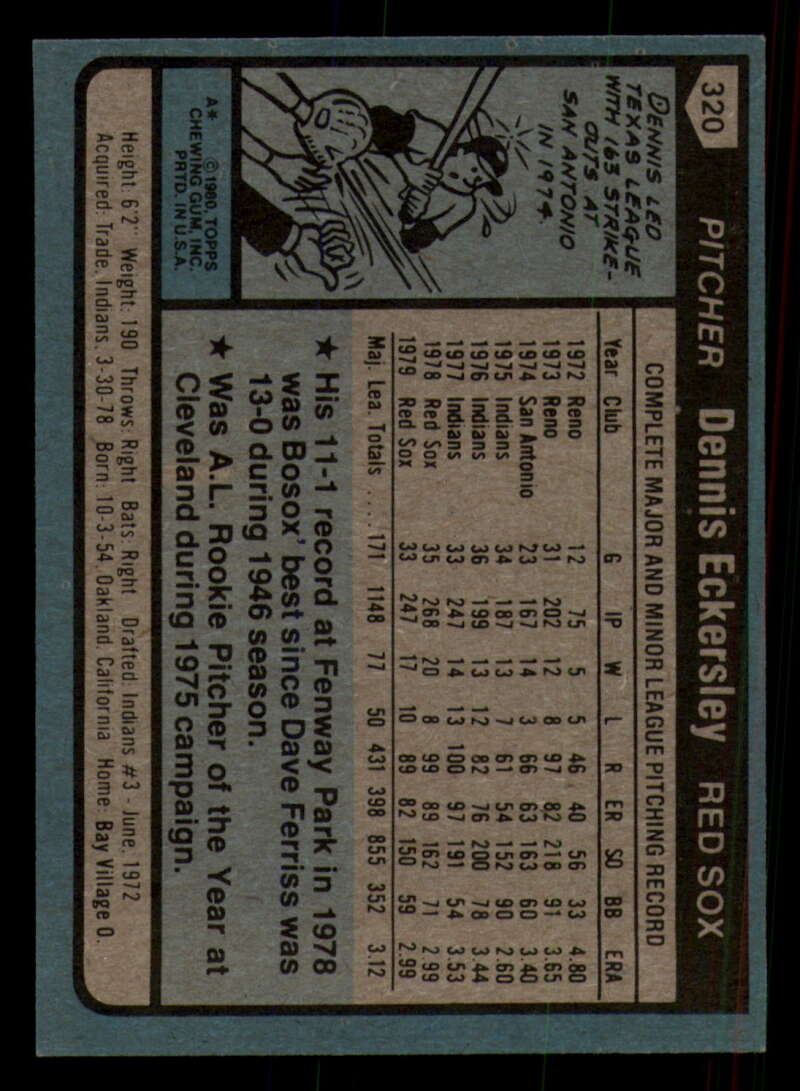 320 PITCHER Dennis Eckersley RED SOX
DENNIS LED
TEXAS LEAGUE
WITH 163 STRIKE-
OUTS AT
SAN ANTONIO
IN 1974.
A* © 1980, TOPPS
CHEWING GUM, INC.
PRTD. IN U.S.A.
COMPLETE MAJOR AND MINOR LEAGUE PITCHING RECORD
Year Club G IP W L R ER SO BB ERA
1972 Reno 12 75 5 5 46 40 56 33 4.80
1973 Reno 31 202 12 8 97 82 218 91 3.65
1974 San Antonio 23 167 14 3 66 63 163 60 3.40
1975 Indians 34 187 13 7 61 54 152 90 2.60
1976 Indians 36 199 13 12 82 76 200 78 3.44
1977 Indians 33 247 14 13 100 97 191 54 3.53
1978 Red Sox 35 268 20 8 99 89 162 71 2.99
1979 Red Sox 33 247 17 10 89 82 150 59 2.99
Maj. Lea. Totals .... 171 1148 77 50 431 398 855 352 3.12
★ His 11-1 record at Fenway Park in 1978
was Bosox' best since Dave Ferriss was
13-0 during 1946 season.
★ Was A.L. Rookie Pitcher of the Year at
Cleveland during 1975 campaign.
Height: 6'2" Weight: 190 Throws: Right Bats: Right Drafted: Indians #3 - June, 1972
Acquired: Trade, Indians, 3-30-78 Born: 10-3-54, Oakland, California Home: Bay Village O.